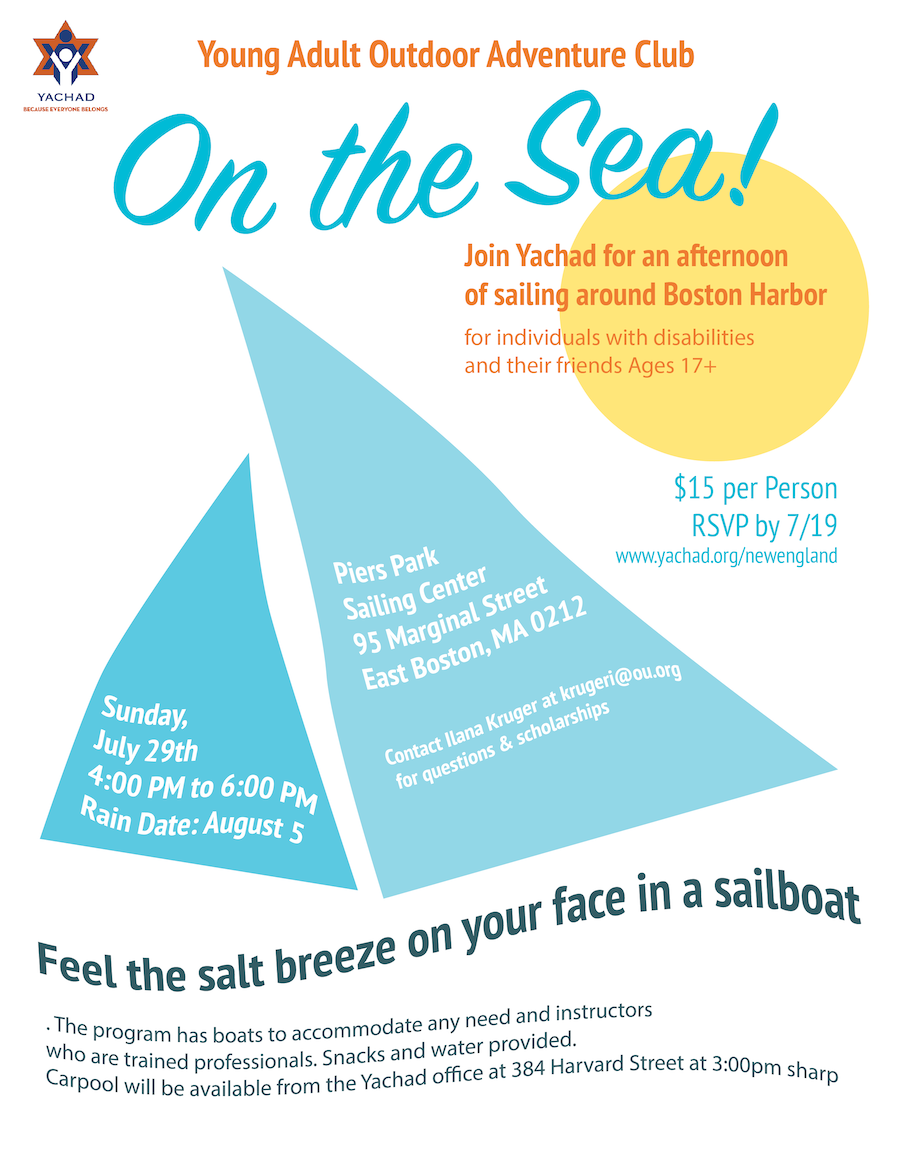 YACHAD
BECAUSE EVERYONE BELONGS
Young Adult Outdoor Adventure Club
On the Sea!
Join Yachad for an afternoon
of sailing around Boston Harbor
for individuals with disabilities
and their friends Ages 17+
$15 per Person
RSVP by 7/19
www.yachad.org/newengland
Piers Park
Sailing Center
95 Marginal Street
East Boston, MA 0212
Contact Ilana Kruger at krugeri@ou.org
for questions & scholarships
Sunday,
July 29th
4:00 PM to 6:00 PM
Rain Date: August 5
Feel the salt breeze on your face in a sailboat
. The program has boats to accommodate any need and instructors
who are trained professionals. Snacks and water provided.
Carpool will be available from the Yachad office at 384 Harvard Street at 3:00pm sharp